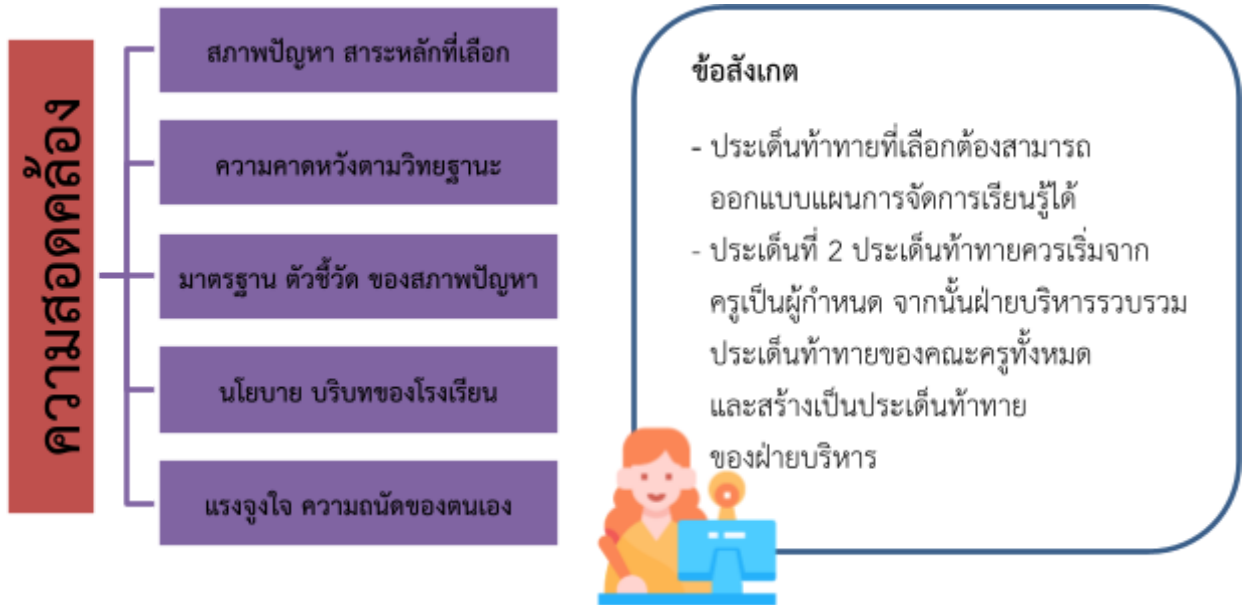 ความสอดคล้อง
สภาพปัญหา สาระหลักที่เลือก
ความคาดหวังตามวิทยฐานะ
มาตรฐาน ตัวชี้วัด ของสภาพปัญหา
นโยบาย บริบทของโรงเรียน
แรงจูงใจ ความถนัดของตนเอง
ข้อสังเกต
- ประเด็นท้าทายที่เลือกต้องสามารถ
ออกแบบแผนการจัดการเรียนรู้ได้
- ประเด็นที่ 2 ประเด็นท้าทายควรเริ่มจาก
ครูเป็นผู้กำหนด จากนั้นฝ่ายบริหารรวบรวม
ประเด็นท้าทายของคณะครูทั้งหมด
และสร้างเป็นประเด็นท้าทาย
ของฝ่ายบริหาร